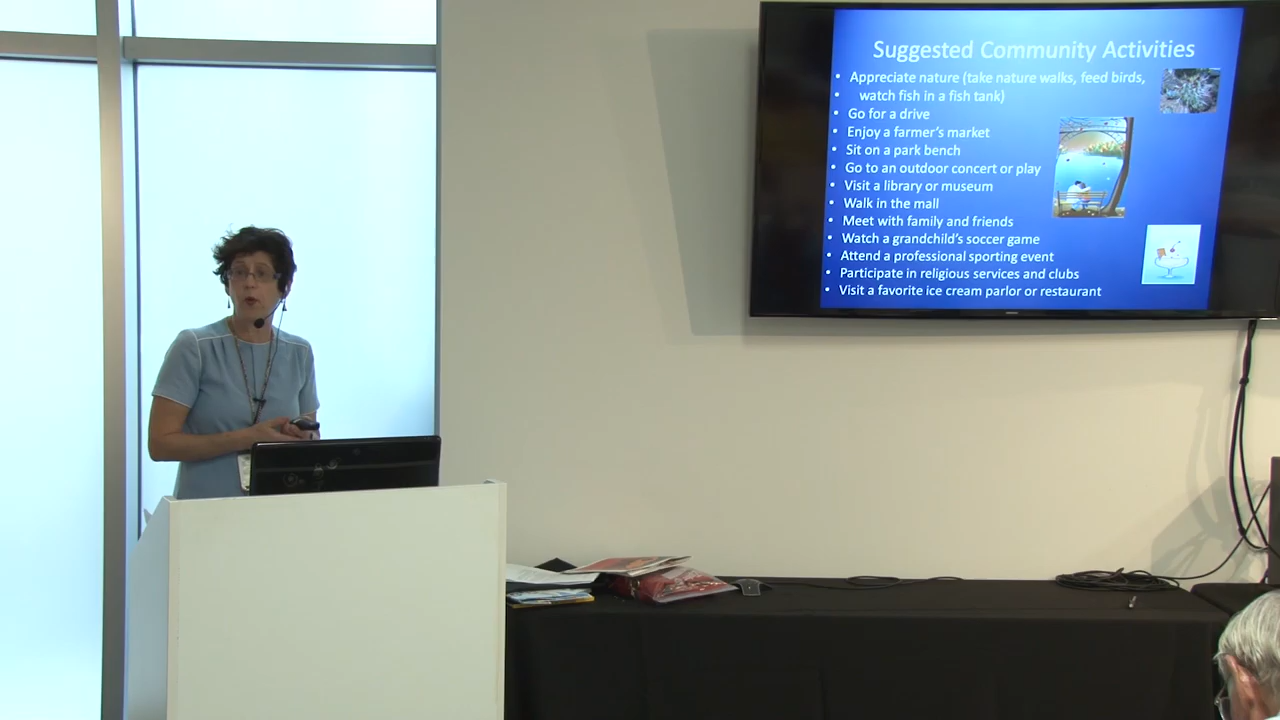 Suggested Community Activities
• Appreciate nature (take nature walks, feed birds,
• watch fish in a fish tank)
• Go for a drive
• Enjoy a farmer's market
• Sit on a park bench
• Go to an outdoor concert or play
• Visit a library or museum
• Walk in the mall
• Meet with family and friends
• Watch a grandchild's soccer game
• Attend a professional sporting event
• Participate in religious services and clubs
• Visit a favorite ice cream parlor or restaurant